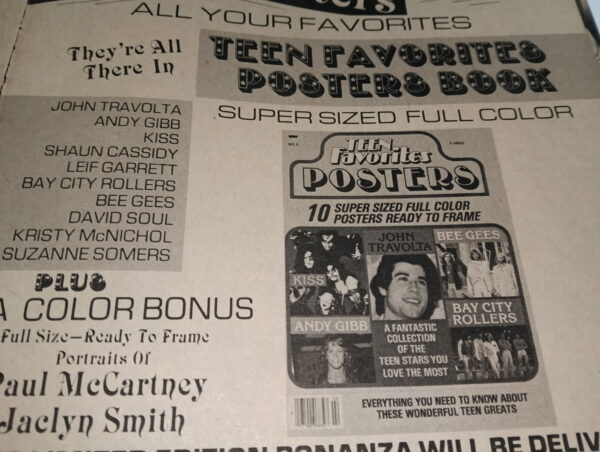 ALL YOUR FAVORITES
They're All
There In
TEEN FAVORITES
POSTERS BOOK
SUPER SIZED FULL COLOR
JOHN TRAVOLTA
ANDY GIBB
KISS
SHAUN CASSIDY
LEIF GARRETT
BAY CITY ROLLERS
BEE GEES
DAVID SOUL
KRISTY McNICHOL
SUZANNE SOMERS
PLUS
A COLOR BONUS
Full Size—Ready To Frame
Portraits Of
Paul McCartney
Jaclyn Smith
TEEN
Favorites
POSTERS
10 SUPER SIZED FULL COLOR
POSTERS READY TO FRAME
KISS
JOHN
TRAVOLTA
BEE GEES
ANDY GIBB
BAY CITY
ROLLERS
A FANTASTIC
COLLECTION
OF THE
TEEN STARS YOU
LOVE THE MOST
EVERYTHING YOU NEED TO KNOW ABOUT
THESE WONDERFUL TEEN GREATS
LIMITED EDITION BONANZA WILL BE DELIV